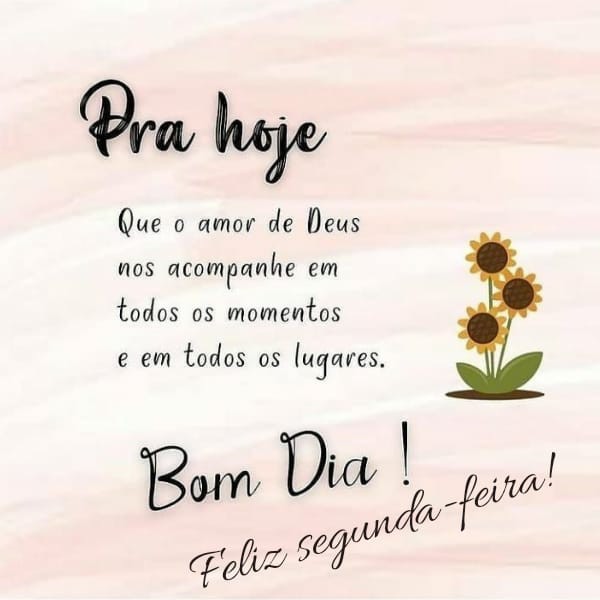 Pra hoje
Que o amor de Deus
nos acompanhe em
todos os momentos
e em todos os lugares.
Bom Dia !
Feliz segunda-feira!